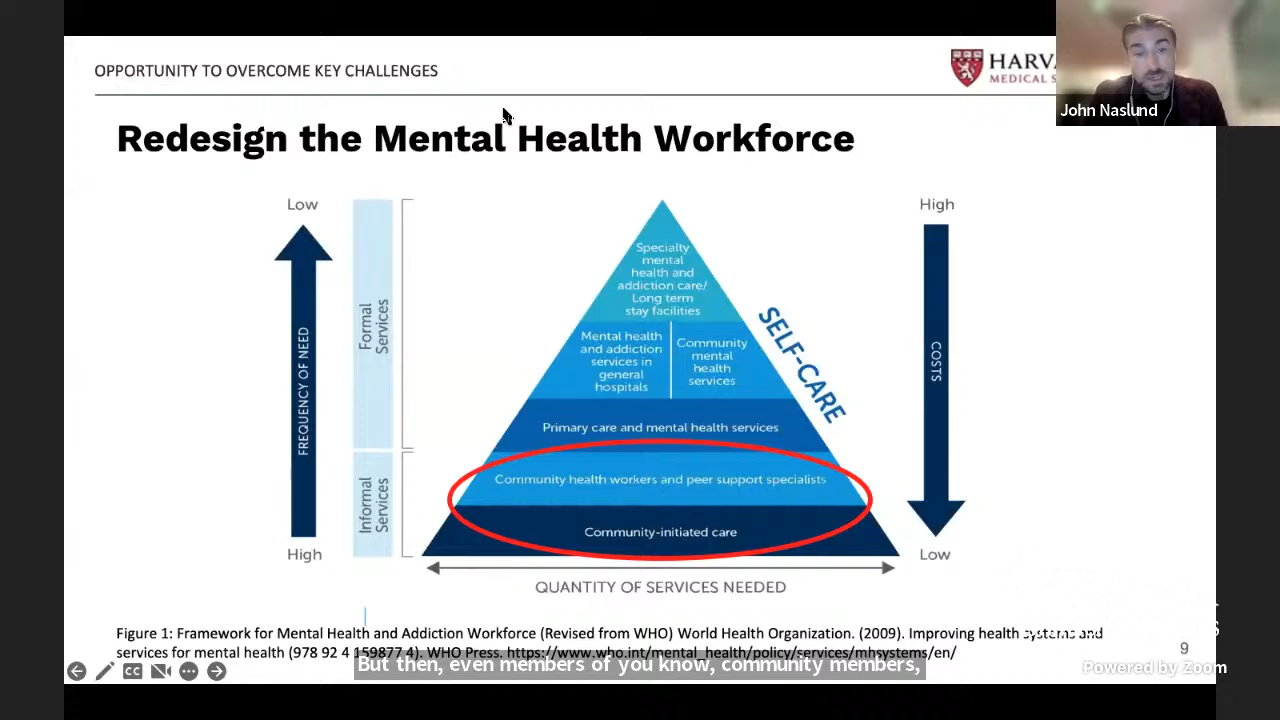 OPPORTUNITY TO OVERCOME KEY CHALLENGES
HARV
MEDICAL
John Naslund
Redesign the Mental Health Workforce
Low
High
FREQUENCY OF NEED
Formal
Services
Informal
Services
High
Specialty
mental
health and
addiction care/
Long term
stay facilities
Mental health
and addiction
services in
general
hospitals
Community
mental
health
services
Primary care and mental health services
Community health workers and peer support specialists
Community-initiated care
SELF-CARE
COSTS
Low
QUANTITY OF SERVICES NEEDED
Figure 1: Framework for Mental Health and Addiction Workforce (Revised from WHO) World Health Organization. (2009). Improving health systems and
services for mental health (978 92 4 159877 4). WHO Press. https://www.who.int/mental_health/policy/services/mhsystems/en/
9
But then, even members of you know, community members,
CC
Powered by Zoom